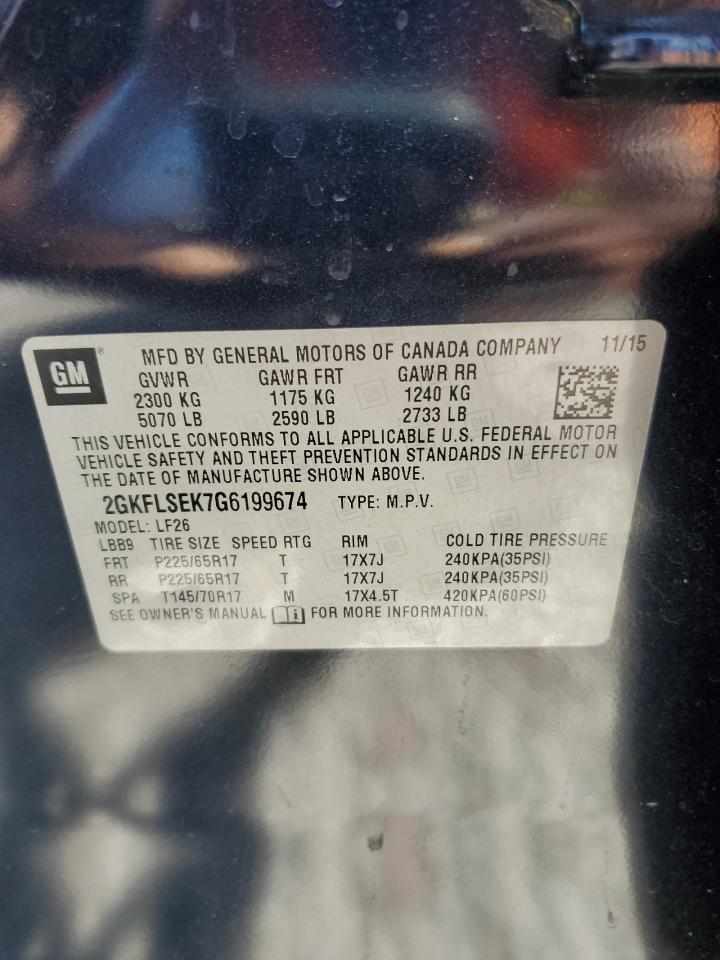 GM® MFD BY GENERAL MOTORS OF CANADA COMPANY 11/15
GVWR GAWR FRT GAWR RR
2300 KG 1175 KG 1240 KG
5070 LB 2590 LB 2733 LB
THIS VEHICLE CONFORMS TO ALL APPLICABLE U.S. FEDERAL MOTOR
VEHICLE SAFETY AND THEFT PREVENTION STANDARDS IN EFFECT ON
THE DATE OF MANUFACTURE SHOWN ABOVE.
2GKFLSEK7G6199674 TYPE: M.P.V.
MODEL: LF26
LBB9 TIRE SIZE SPEED RTG RIM COLD TIRE PRESSURE
FRT P225/65R17 T 17X7J 240KPA(35PSI)
RR P225/65R17 T 17X7J 240KPA(35PSI)
SPA T145/70R17 M 17X4.5T 420KPA(60PSI)
SEE OWNER'S MANUAL FOR MORE INFORMATION.